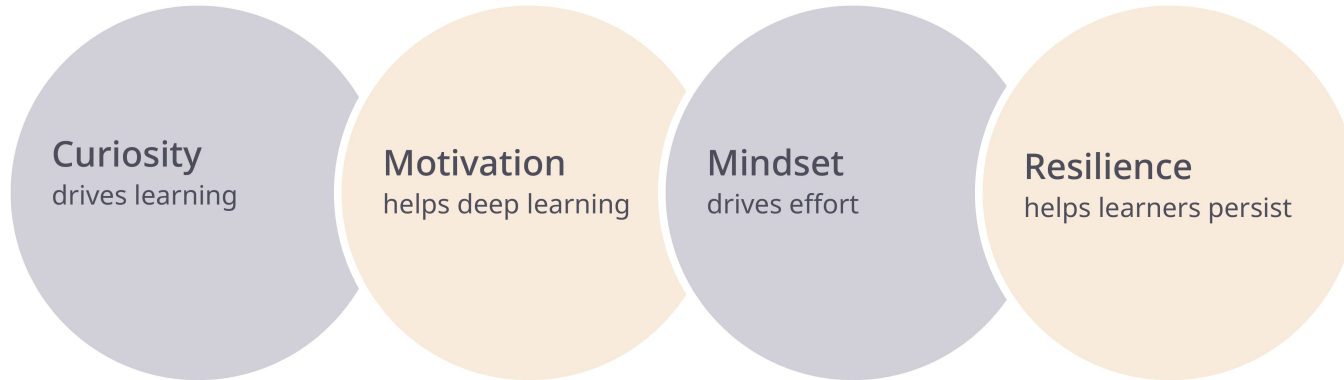 Curiosity
drives learning
Motivation
helps deep learning
Mindset
drives effort
Resilience
helps learners persist